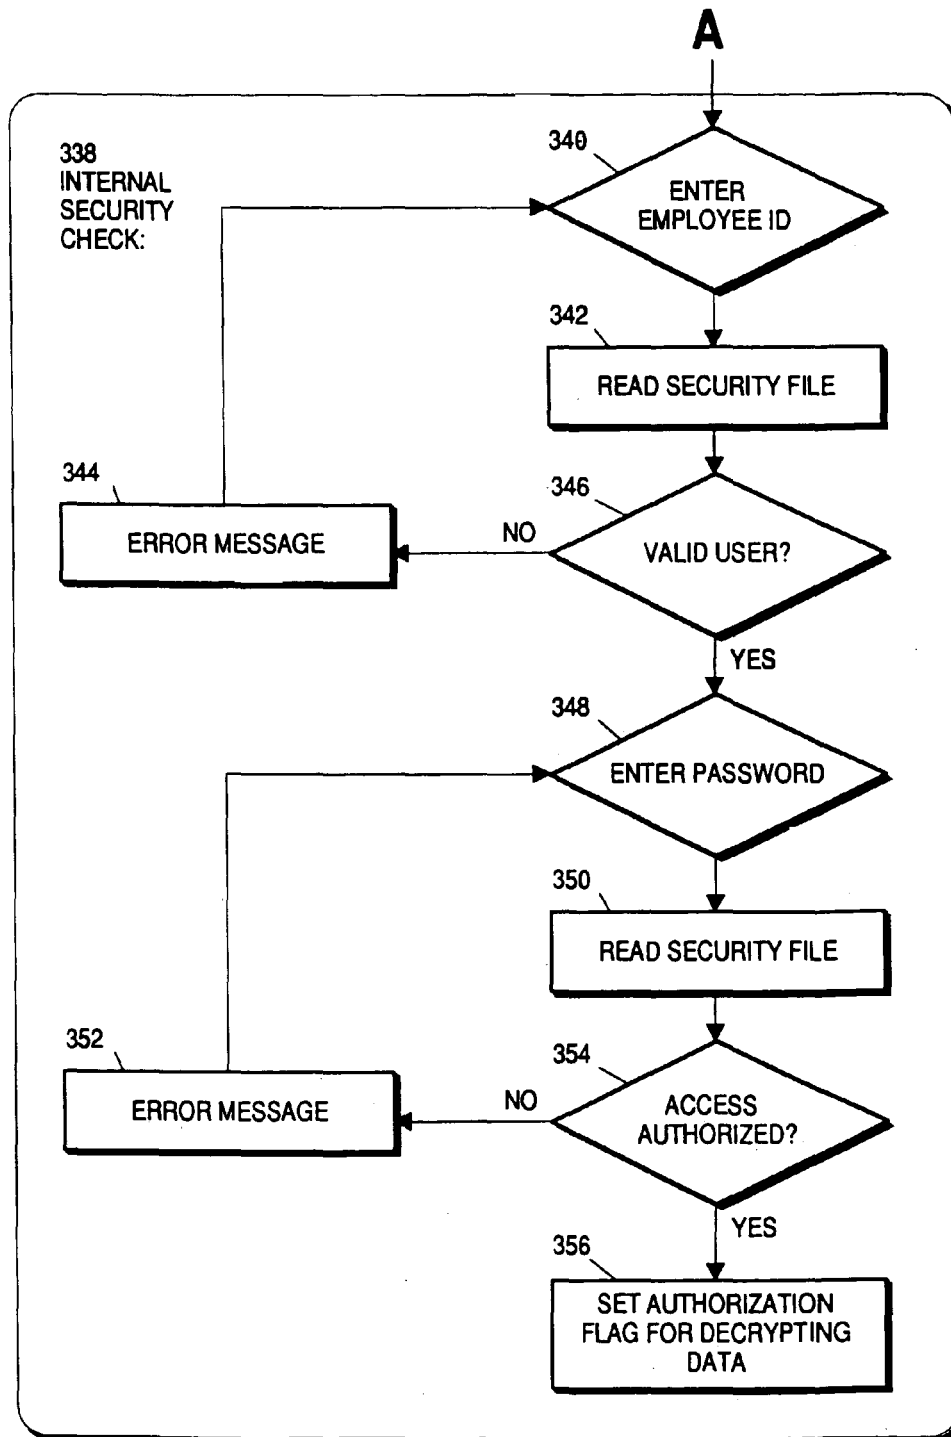 A
338
INTERNAL
SECURITY
CHECK:
340
ENTER
EMPLOYEE ID
342
READ SECURITY FILE
344
ERROR MESSAGE
346
NO
VALID USER?
YES
348
ENTER PASSWORD
350
READ SECURITY FILE
352
ERROR MESSAGE
354
NO
ACCESS
AUTHORIZED?
YES
356
SET AUTHORIZATION
FLAG FOR DECRYPTING
DATA